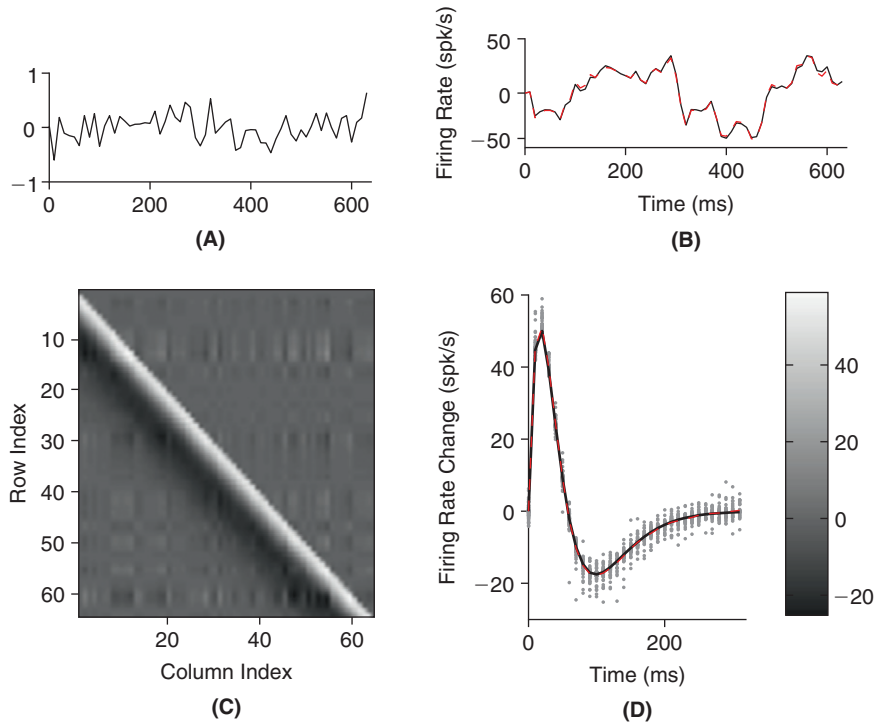 1
0
−1
0 200 400 600
(A)
Firing Rate (spk/s)
50
0
−50
0 200 400 600
Time (ms)
(B)
Row Index
10
20
30
40
50
60
20 40 60
Column Index
(C)
Firing Rate Change (spk/s)
60
40
20
0
−20
0 200
Time (ms)
(D)
40
20
0
−20